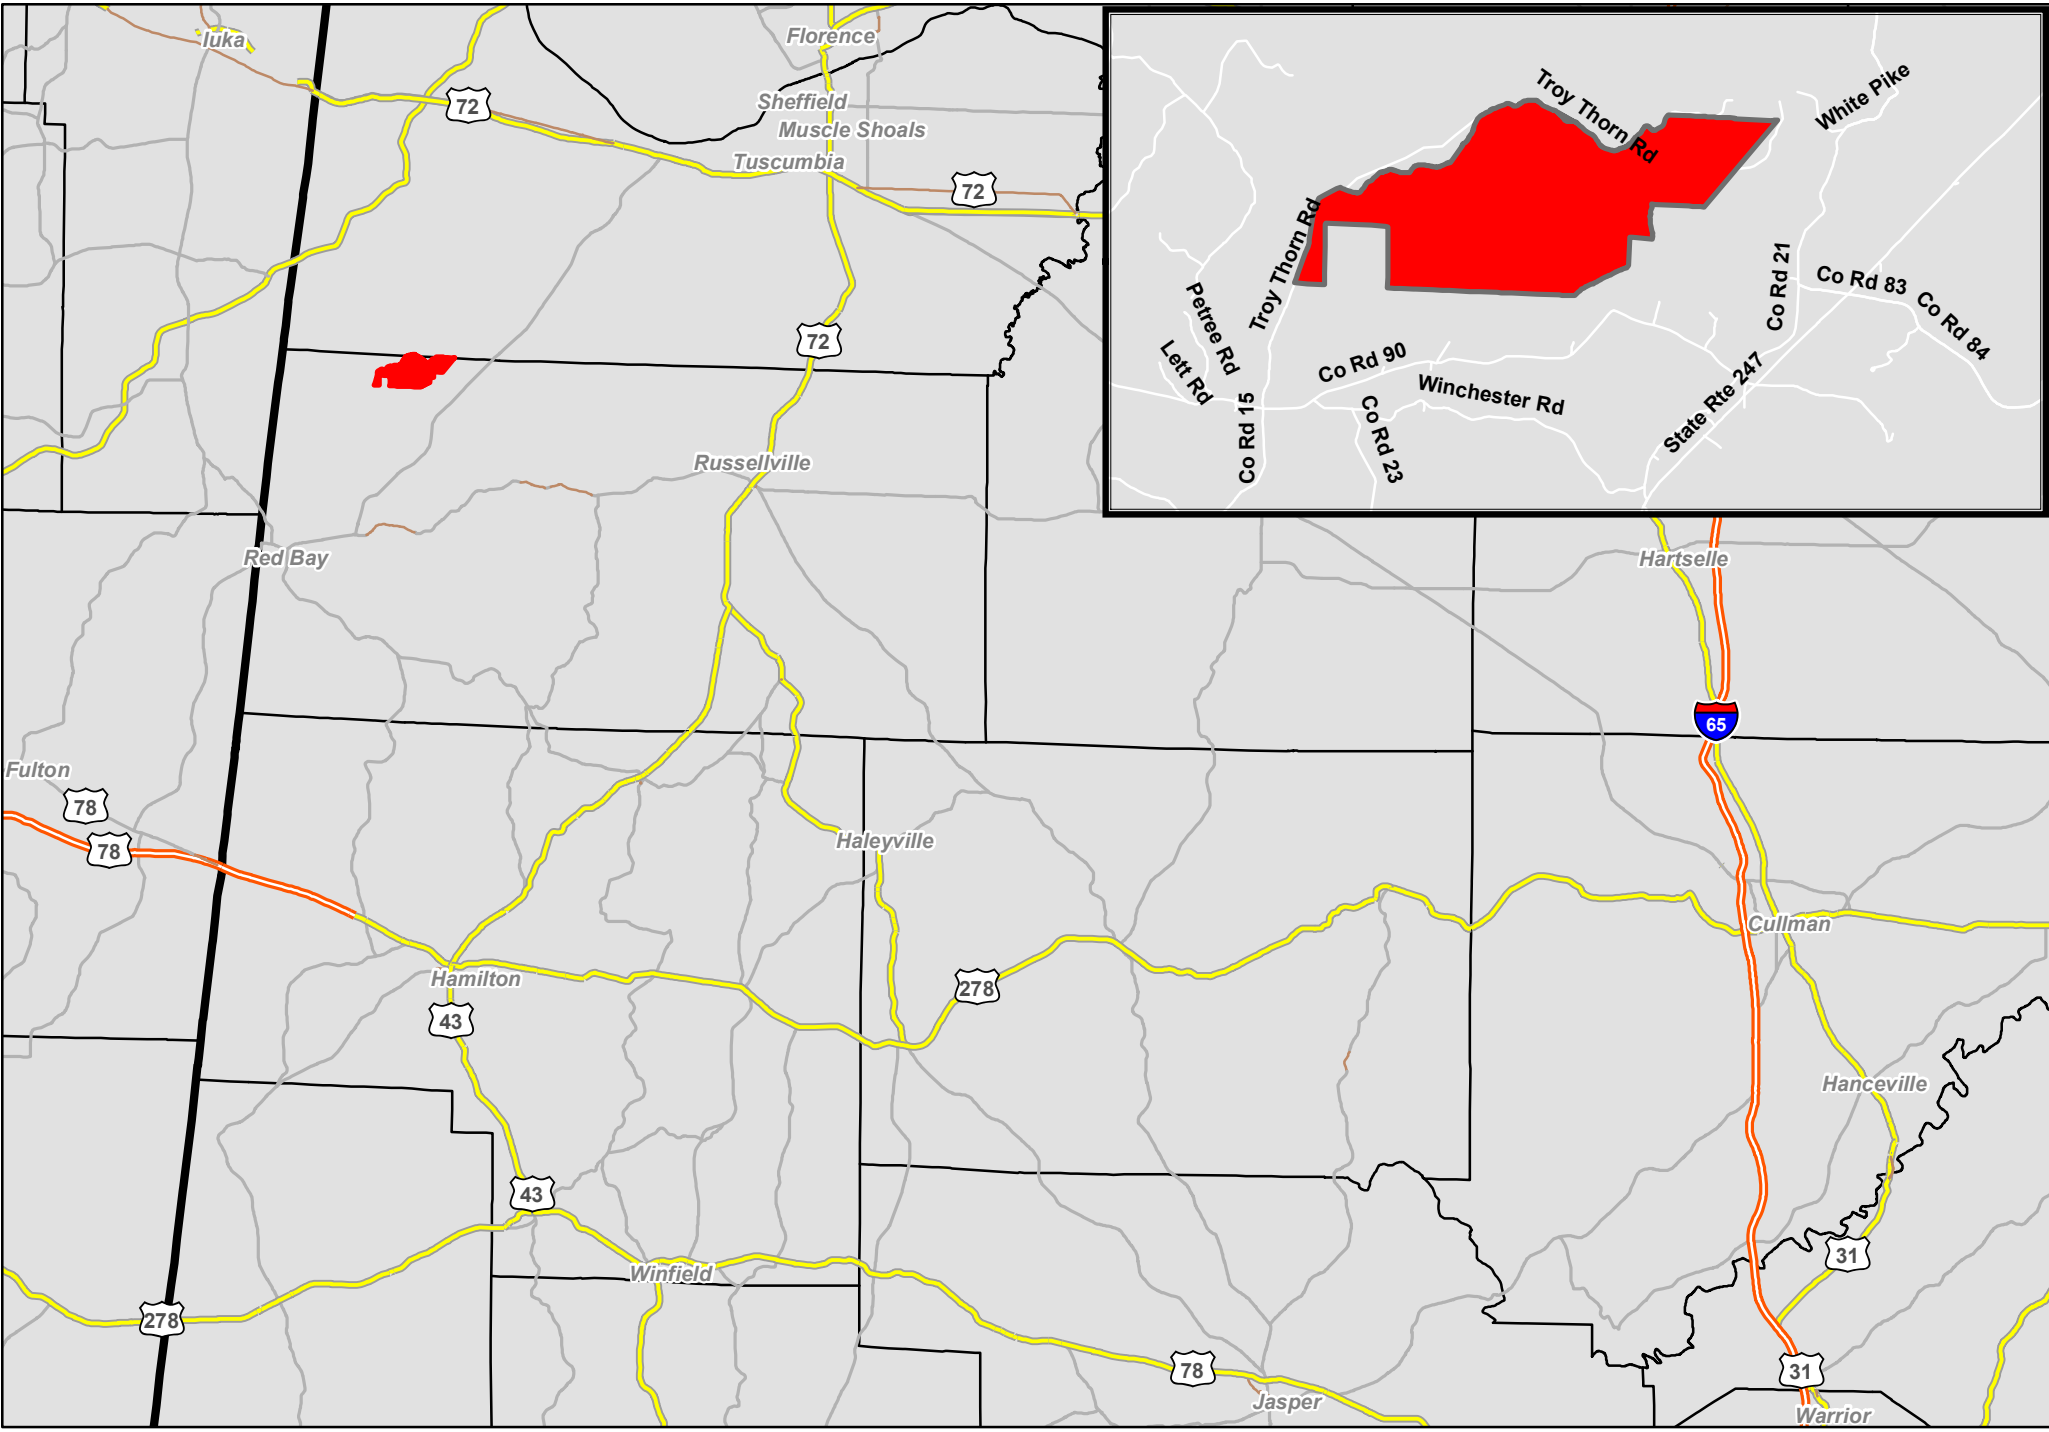 Iuka
Florence
72
Sheffield
Muscle Shoals
Tuscumbia
72
72
Russellville
Red Bay
Troy Thorn Rd
White Pike
Troy Thorn Rd
Co Rd 21
Co Rd 83
Co Rd 84
Petree Rd
Lett Rd
Co Rd 90
Winchester Rd
Co Rd 15
Co Rd 23
State Rte 247
Hartselle
65
Fulton
78
78
Haleyville
Cullman
Hamilton
278
43
Hanceville
43
31
Winfield
278
78
31
Jasper
Warrior